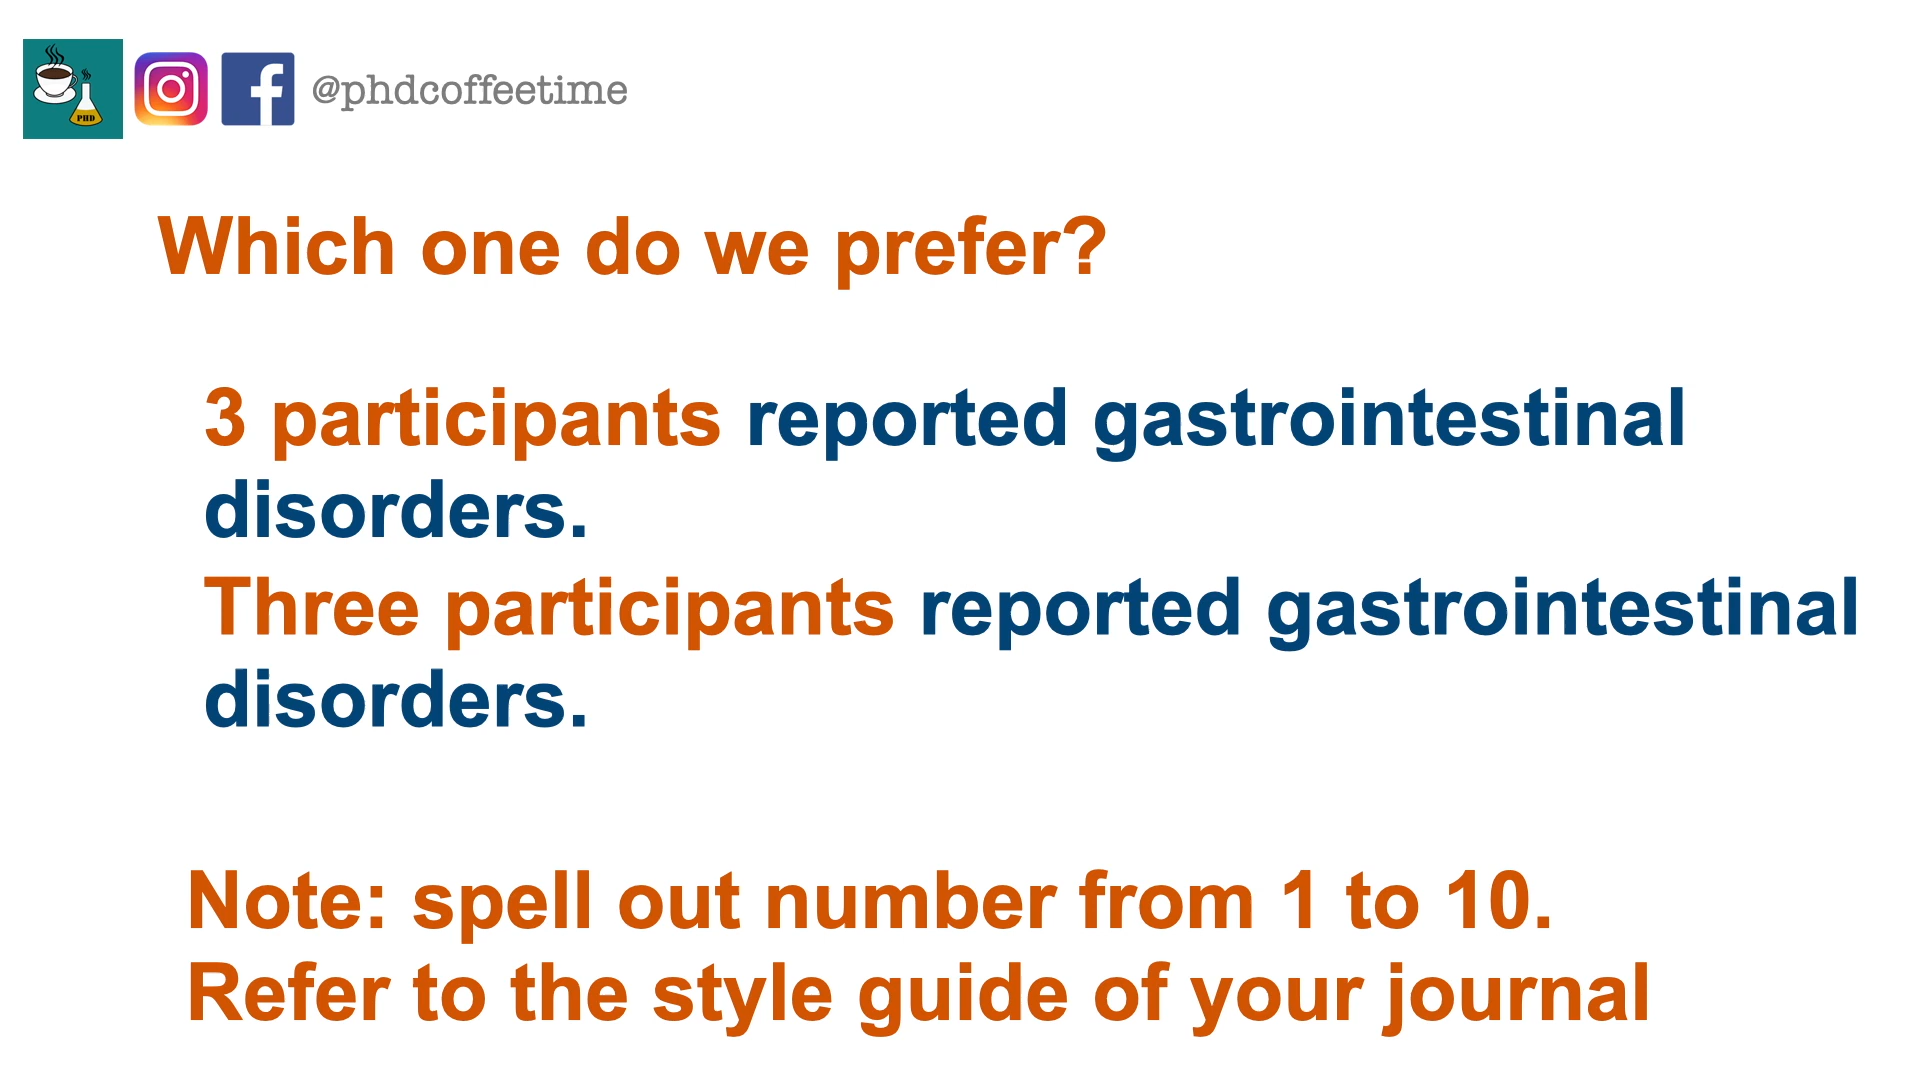 PHD
@phdcoffeetime
Which one do we prefer?
3 participants reported gastrointestinal
disorders.
Three participants reported gastrointestinal
disorders.
Note: spell out number from 1 to 10.
Refer to the style guide of your journal